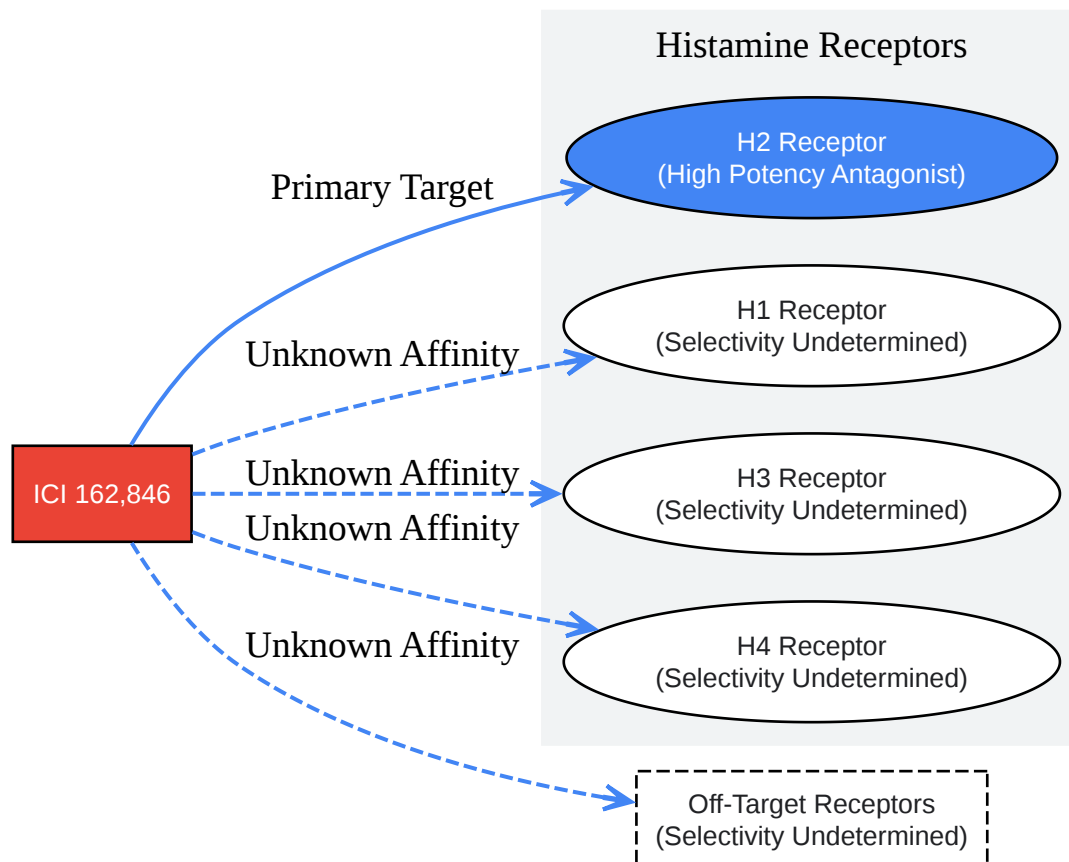 Histamine Receptors
H2 Receptor
(High Potency Antagonist)
Primary Target
H1 Receptor
(Selectivity Undetermined)
Unknown Affinity
ICI 162,846
Unknown Affinity
H3 Receptor
(Selectivity Undetermined)
Unknown Affinity
H4 Receptor
(Selectivity Undetermined)
Unknown Affinity
Off-Target Receptors
(Selectivity Undetermined)